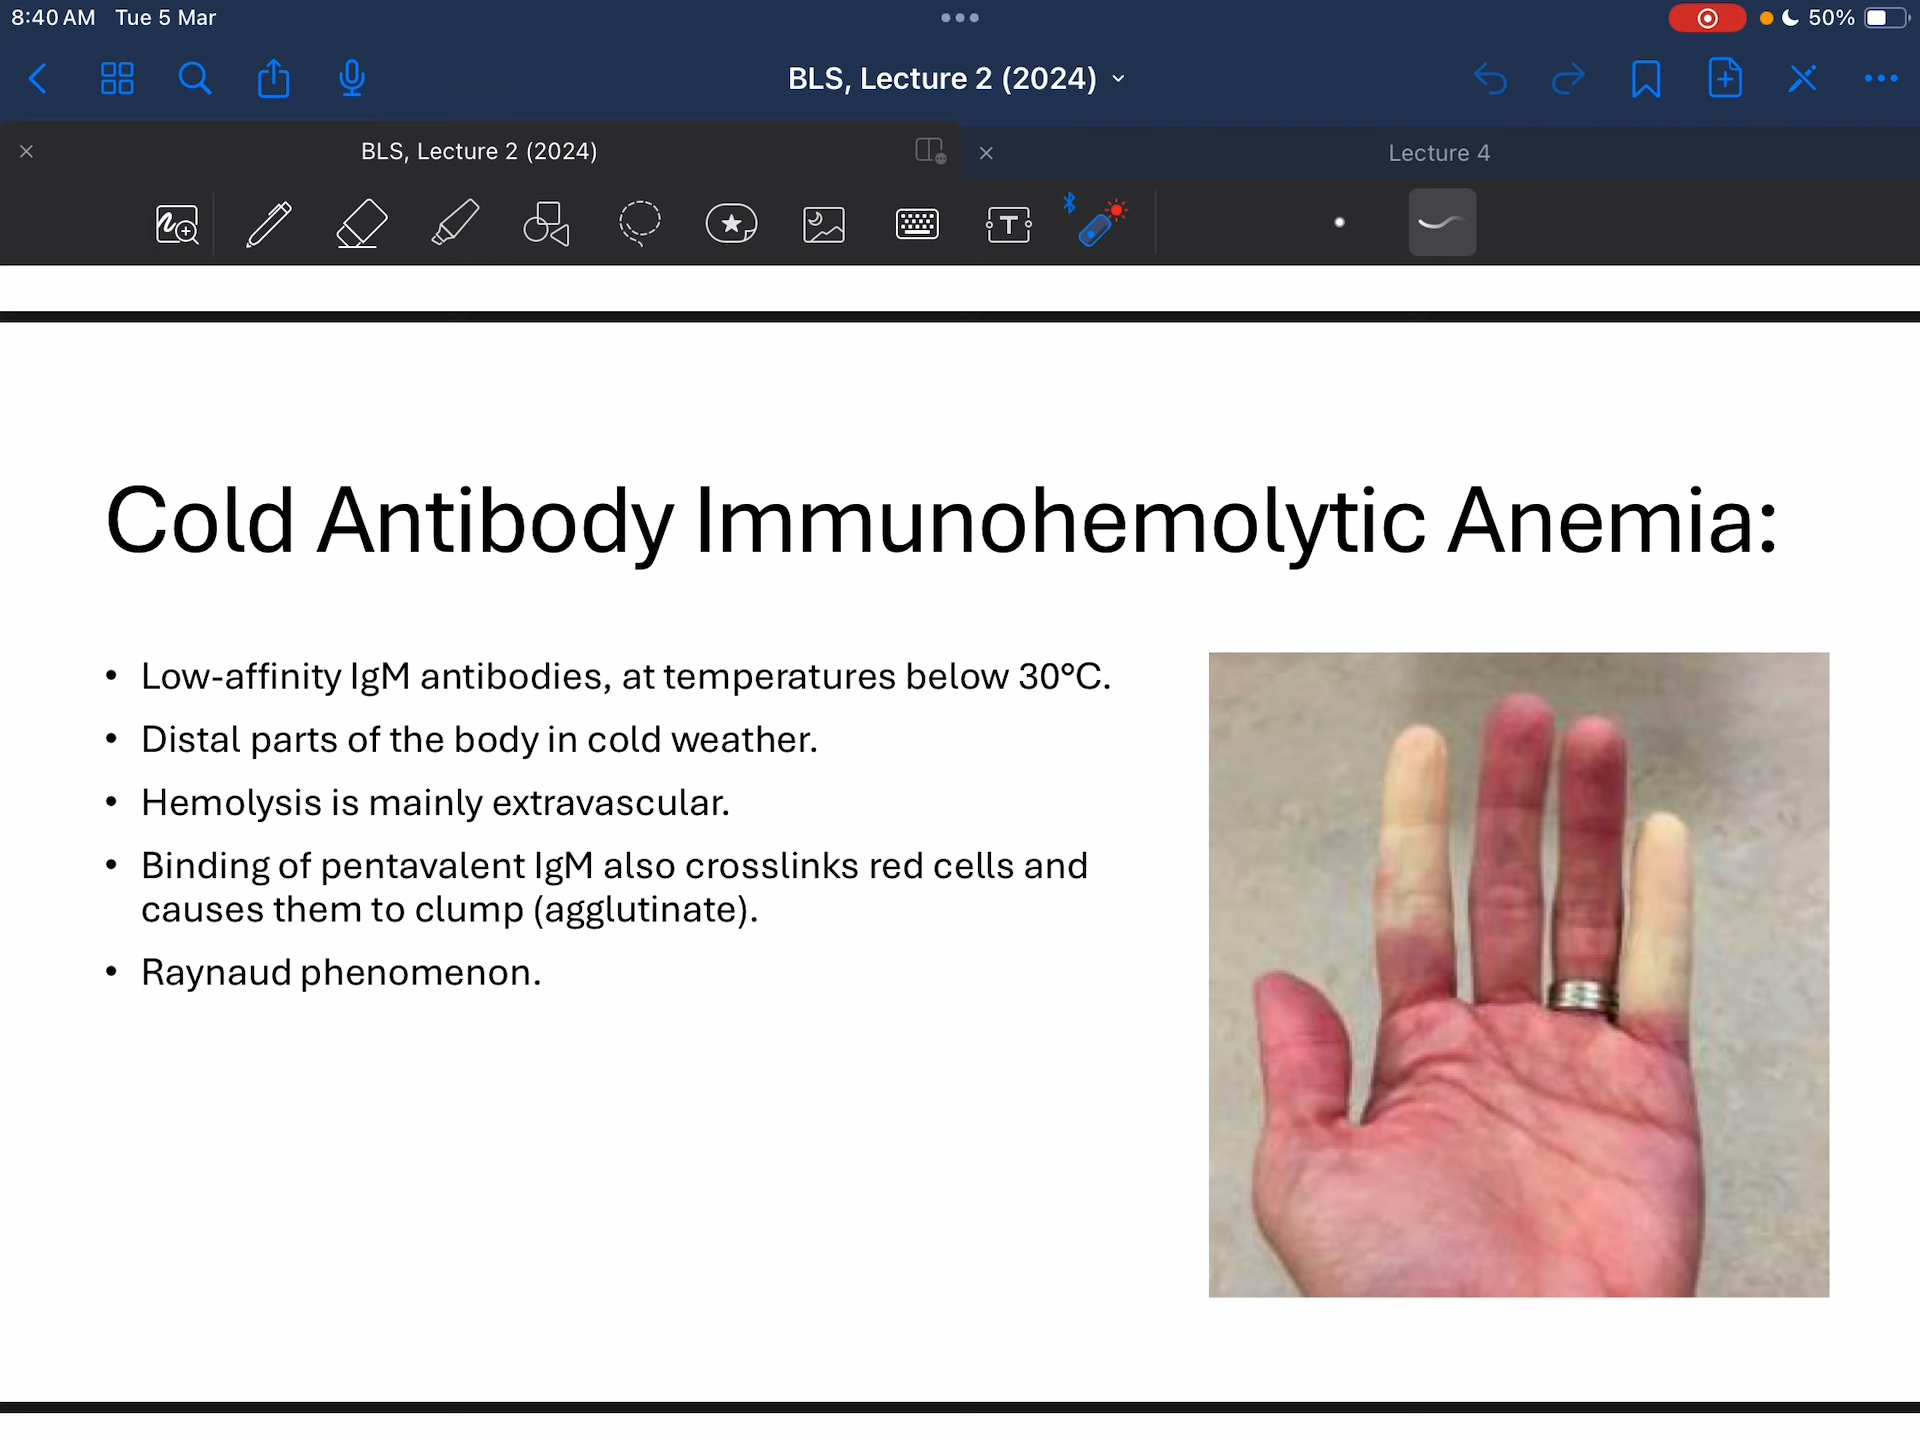 8:40 AM Tue 5 Mar
50%
BLS, Lecture 2 (2024)
BLS, Lecture 2 (2024)
Lecture 4
T
Cold Antibody Immunohemolytic Anemia:
• Low-affinity IgM antibodies, at temperatures below 30°C.
• Distal parts of the body in cold weather.
• Hemolysis is mainly extravascular.
• Binding of pentavalent IgM also crosslinks red cells and
causes them to clump (agglutinate).
• Raynaud phenomenon.